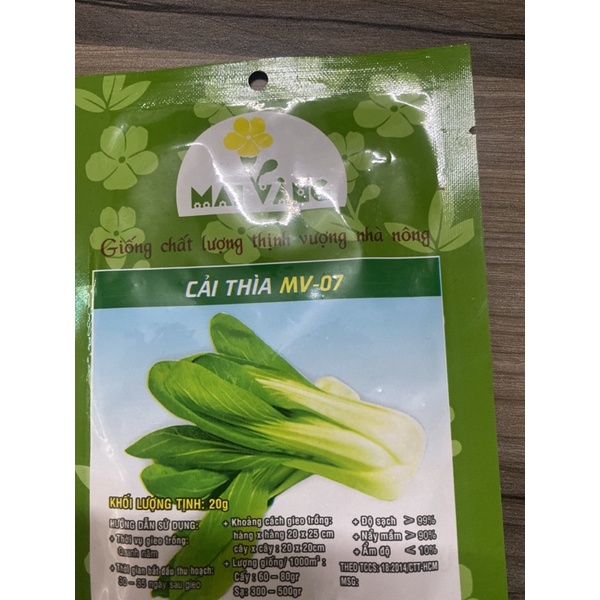 MAI VÀNG
Giống chất lượng thịnh vượng nhà nông
CẢI THÌA MV-07
KHỐI LƯỢNG TỊNH: 20g
HƯỚNG DẪN SỬ DỤNG:
+ Thời vụ gieo trồng:
Quanh năm
+ Thời gian bắt đầu thu hoạch:
30 - 35 ngày sau gieo
+ Khoảng cách gieo trồng:
hàng x hàng 20 x 25 cm
cây x cây : 20 x 20cm
+ Lượng giống/ 1000m² :
Cấy : 60 - 80gr
Sạ: 300 - 500gr
+ Độ sạch ≥ 99%
+ Nẩy mầm ≥ 90%
+ Ẩm độ ≤ 10%
THEO TCCS: 18:2014/CTT-HCM
MSG: